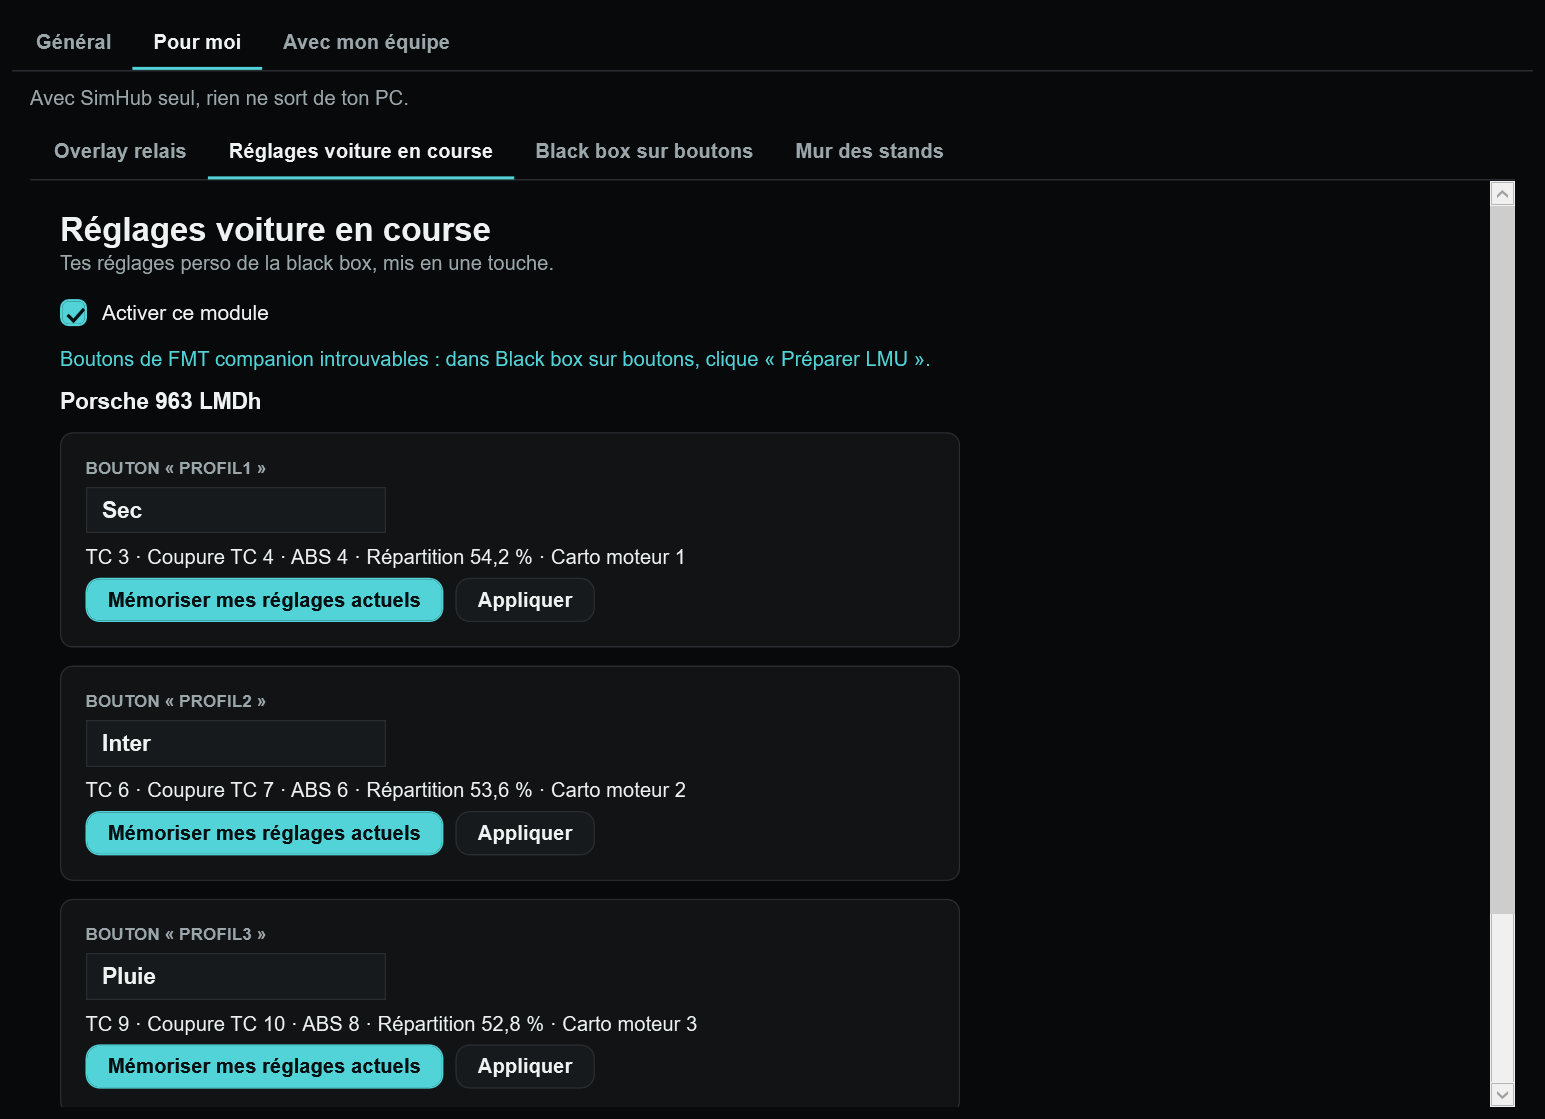 Général Pour moi Avec mon équipe
Avec SimHub seul, rien ne sort de ton PC.
Overlay relais Réglages voiture en course Black box sur boutons Mur des stands
Réglages voiture en course
Tes réglages perso de la black box, mis en une touche.
Activer ce module
Boutons de FMT companion introuvables : dans Black box sur boutons, clique « Préparer LMU ».
Porsche 963 LMDh
BOUTON « PROFIL1 »
Sec
TC 3 · Coupure TC 4 · ABS 4 · Répartition 54,2 % · Carto moteur 1
Mémoriser mes réglages actuels Appliquer
BOUTON « PROFIL2 »
Inter
TC 6 · Coupure TC 7 · ABS 6 · Répartition 53,6 % · Carto moteur 2
Mémoriser mes réglages actuels Appliquer
BOUTON « PROFIL3 »
Pluie
TC 9 · Coupure TC 10 · ABS 8 · Répartition 52,8 % · Carto moteur 3
Mémoriser mes réglages actuels Appliquer